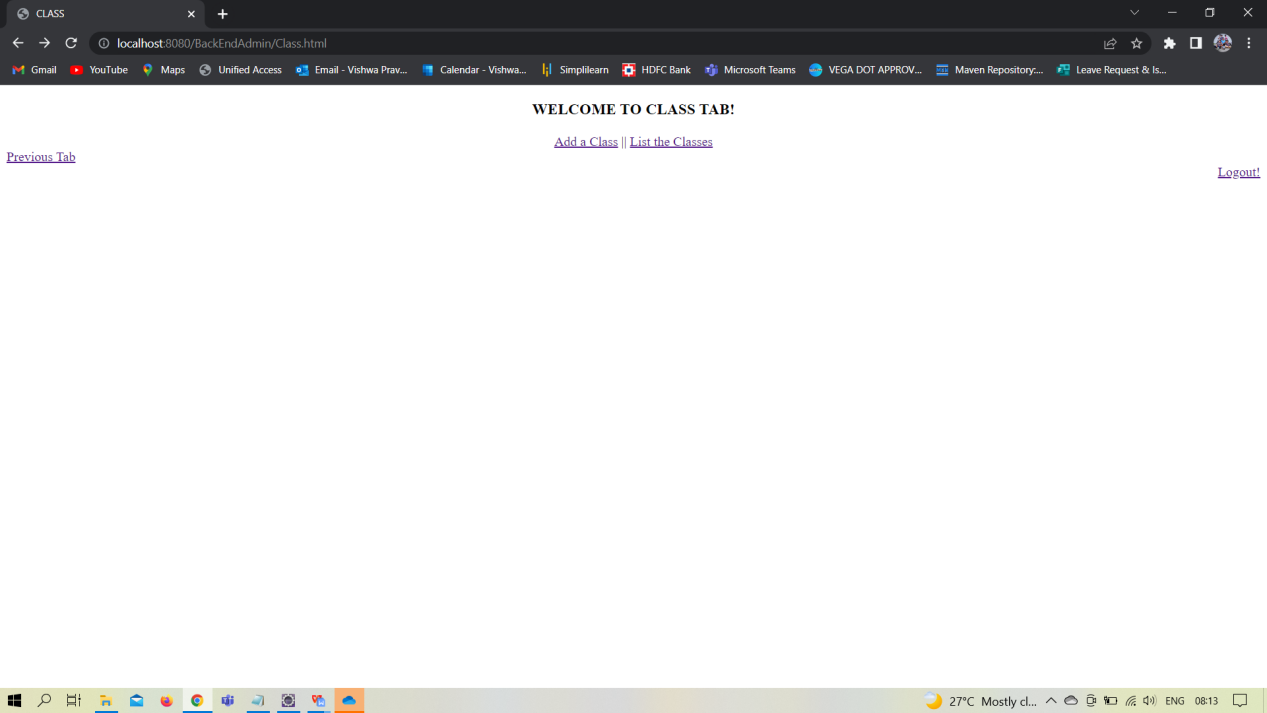 CLASS
localhost:8080/BackEndAdmin/Class.html
Gmail YouTube Maps Unified Access Email - Vishwa Prav... Calendar - Vishwa... Simplilearn HDFC Bank Microsoft Teams VEGA DOT APPROV... Maven Repository:... Leave Request & Is...
WELCOME TO CLASS TAB!
Add a Class || List the Classes
Previous Tab
Logout!
27°C Mostly cl... ENG 08:13